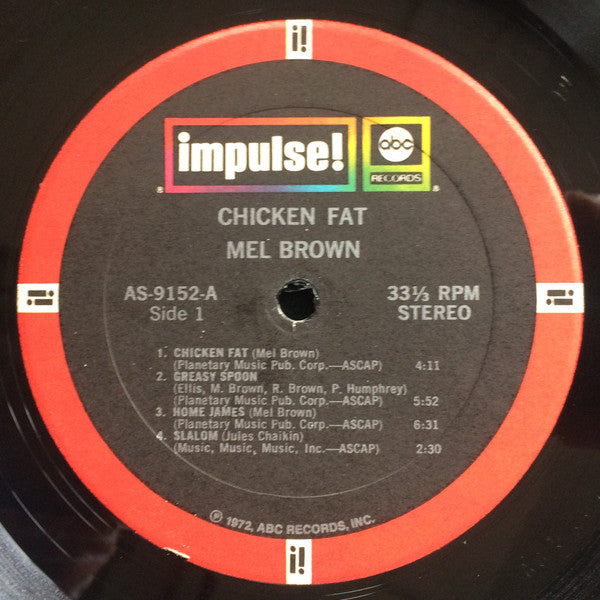 i!
impulse!
abc
RECORDS
®
®
CHICKEN FAT
MEL BROWN
AS-9152-A
Side 1
33⅓ RPM
STEREO
i!
i!
1. CHICKEN FAT (Mel Brown)
(Planetary Music Pub. Corp.—ASCAP) 4:11
2. GREASY SPOON
(Ellis, M. Brown, R. Brown, P. Humphrey)
(Planetary Music Pub. Corp.—ASCAP) 5:52
3. HOME JAMES (Mel Brown)
(Planetary Music Pub. Corp.—ASCAP) 6:31
4. SLALOM (Jules Chaikin)
(Music, Music, Music, Inc.—ASCAP) 2:30
℗ 1972, ABC RECORDS, INC.
i!